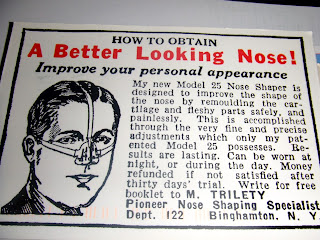 HOW TO OBTAIN
A Better Looking Nose!
Improve your personal appearance
My new Model 25 Nose Shaper is
designed to improve the shape of
the nose by remoulding the car-
tilage and fleshy parts safely, and
painlessly. This is accomplished
through the very fine and precise
adjustments which only my pat-
ented Model 25 possesses. Re-
sults are lasting. Can be worn at
night, or during the day. Money
refunded if not satisfied after
thirty days' trial. Write for free
booklet to M. TRILETY
Pioneer Nose Shaping Specialist
Dept. 122 Binghamton, N. Y.